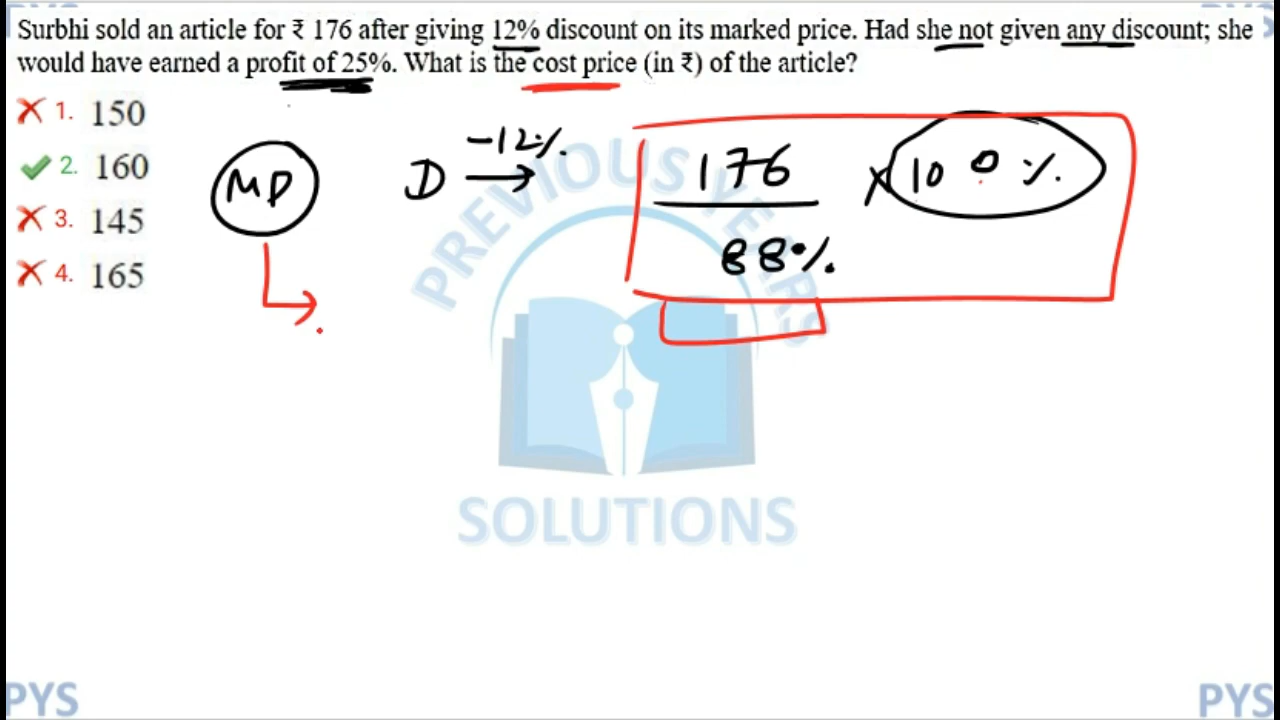 Surbhi sold an article for ₹ 176 after giving 12% discount on its marked price. Had she not given any discount; she
would have earned a profit of 25%. What is the cost price (in ₹) of the article?
1. 150
2. 160
3. 145
4. 165
MP
D
-12%
176
× 100%
88%
PREVIOUS YEARS
SOLUTIONS
PYS
PYS